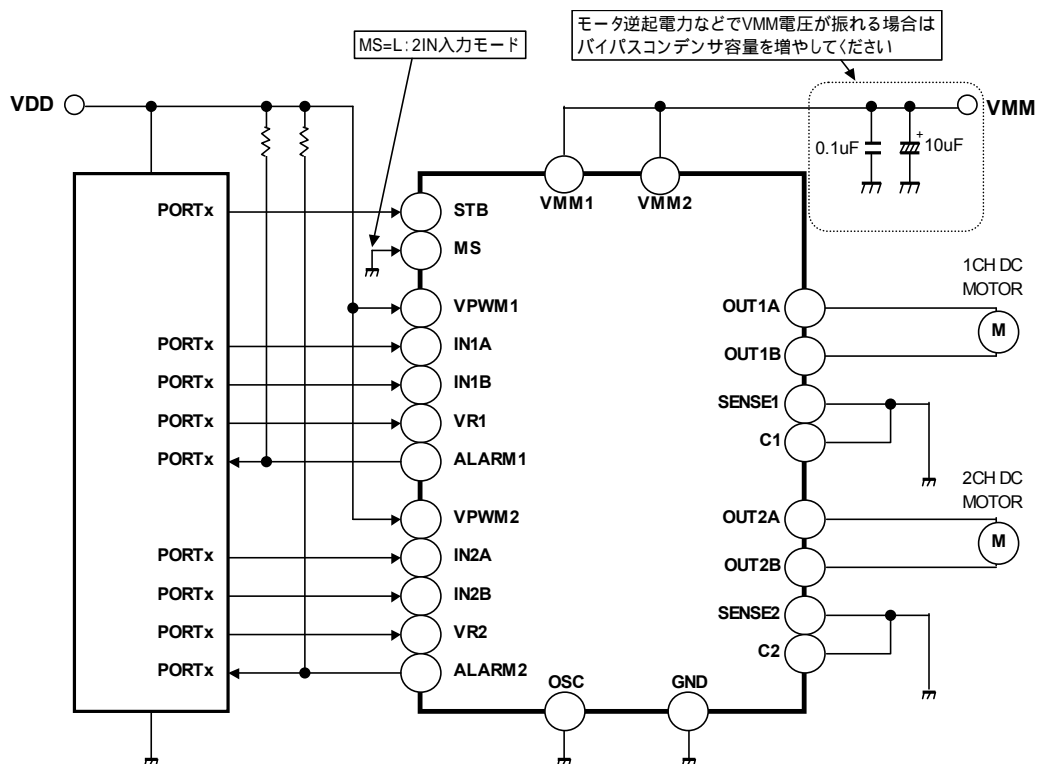 モータ逆起電力などでVMM電圧が振れる場合は
バイパスコンデンサ容量を増やしてください
MS=L:2IN入力モード
VDD
VMM
0.1uF
+
10uF
VMM1
VMM2
PORTx
STB
MS
VPWM1
PORTx
IN1A
PORTx
IN1B
PORTx
VR1
PORTx
ALARM1
VPWM2
PORTx
IN2A
PORTx
IN2B
PORTx
VR2
PORTx
ALARM2
OSC
GND
OUT1A
OUT1B
SENSE1
C1
OUT2A
OUT2B
SENSE2
C2
1CH DC
MOTOR
M
2CH DC
MOTOR
M